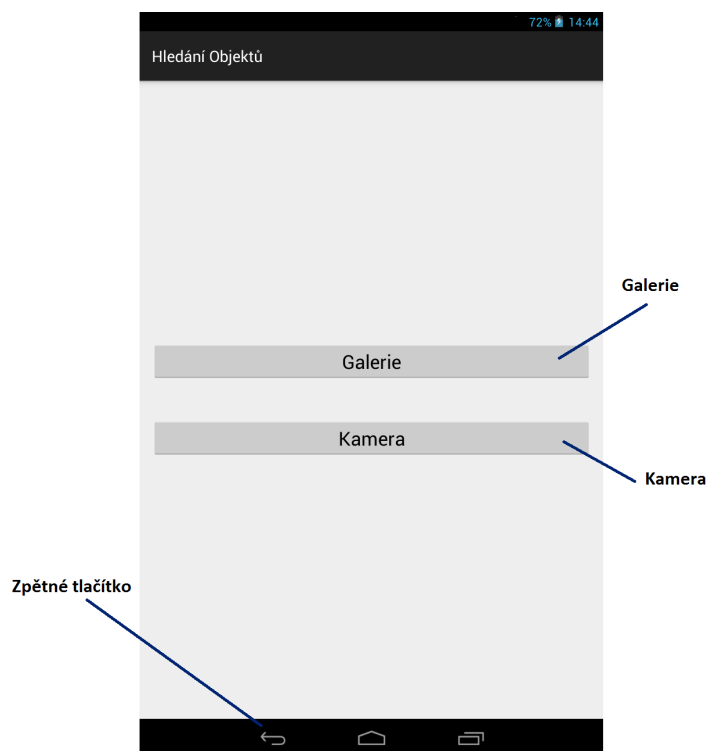 72% 14:44
Hledání Objektů
Galerie
Galerie
Kamera
Kamera
Zpětné tlačítko